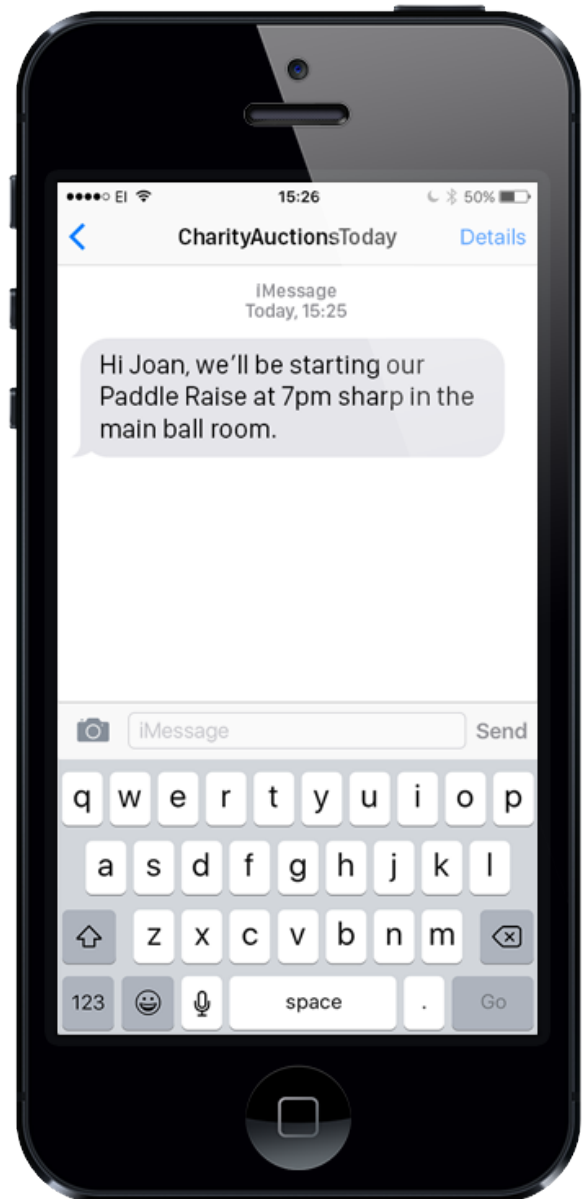 EI 15:26 50%
CharityAuctionsToday Details
iMessage
Today, 15:25
Hi Joan, we’ll be starting our
Paddle Raise at 7pm sharp in the
main ball room.
iMessage Send
q w e r t y u i o p
a s d f g h j k l
z x c v b n m
123 space . Go